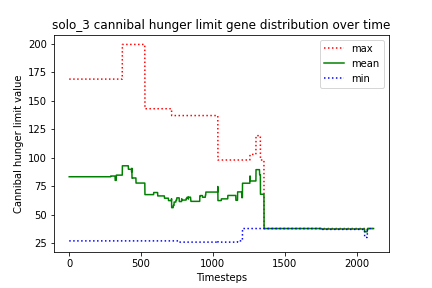 solo_3 cannibal hunger limit gene distribution over time
max
mean
min
Cannibal hunger limit value
200
175
150
125
100
75
50
25
0
500
1000
1500
2000
Timesteps